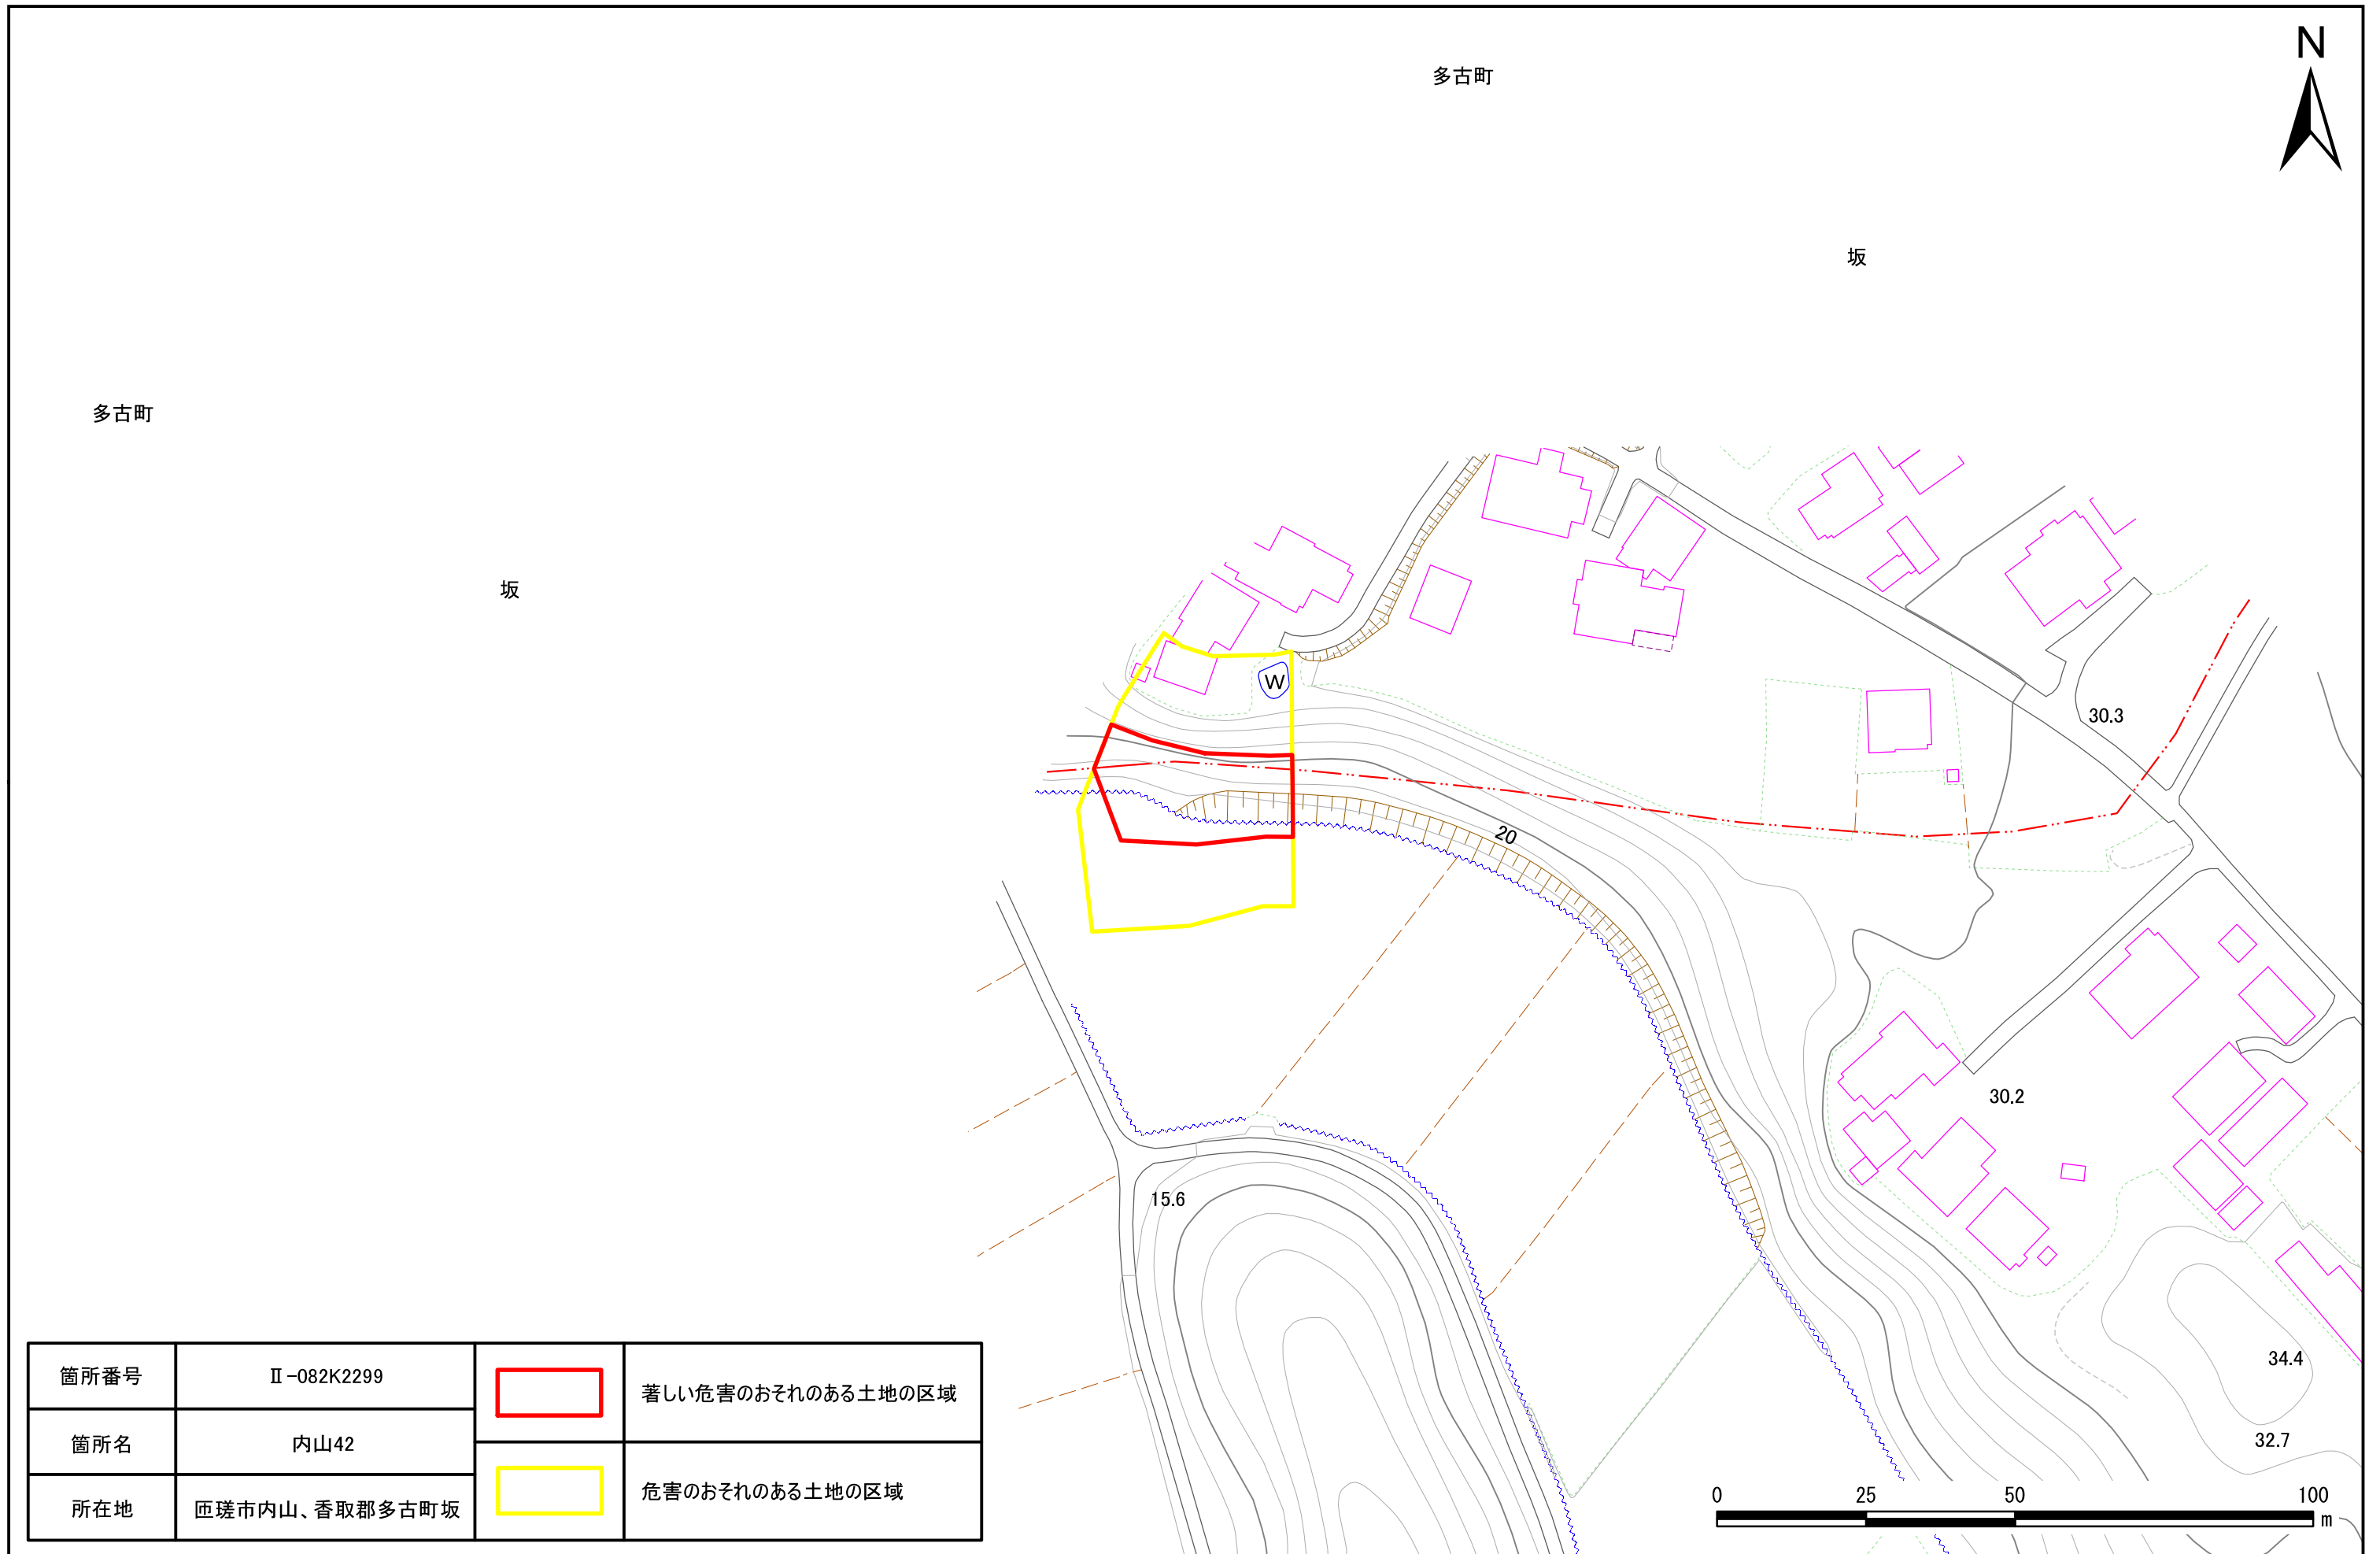 N
多古町
坂
多古町
坂
W
30.3
20
30.2
15.6
34.4
32.7
箇所番号 Ⅱ-082K2299
箇所名 内山42
所在地 匝瑳市内山、香取郡多古町坂
著しい危害のおそれのある土地の区域
危害のおそれのある土地の区域
0 25 50 100
m